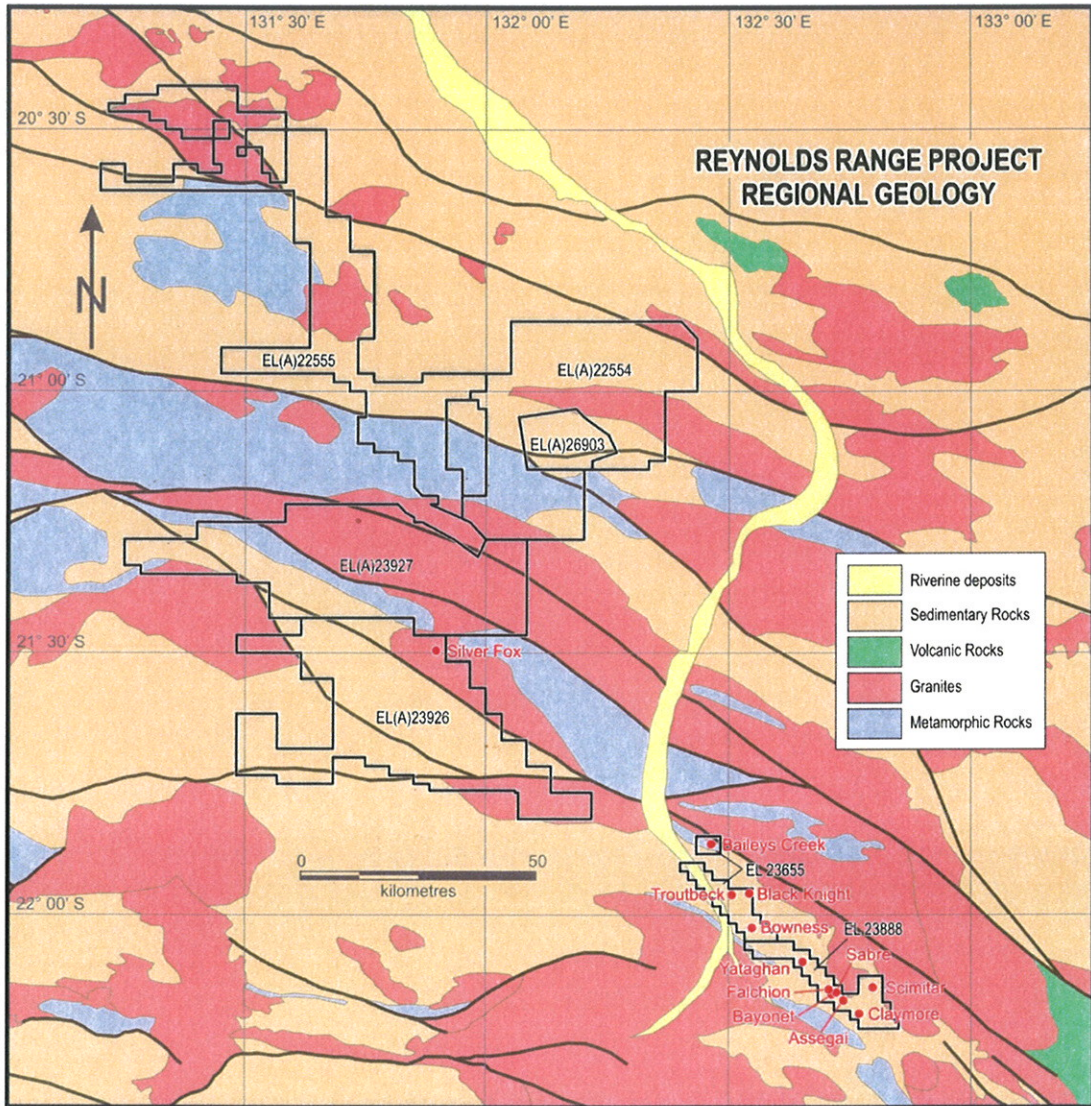 131° 30' E
132° 00' E
132° 30' E
133° 00' E
20° 30' S
REYNOLDS RANGE PROJECT
REGIONAL GEOLOGY
N
EL(A)22555
EL(A)22554
21° 00' S
EL(A)26903
EL(A)23927
Riverine deposits
Sedimentary Rocks
Volcanic Rocks
Granites
Metamorphic Rocks
21° 30' S
Silver Fox
EL(A)23926
Baileys Creek
0 50
kilometres
EL 23655
Troutbeck
Black Knight
22° 00' S
Bowness
EL 23888
Sabre
Yataghan
Falchion
Scimitar
Bayonet
Claymore
Assegai